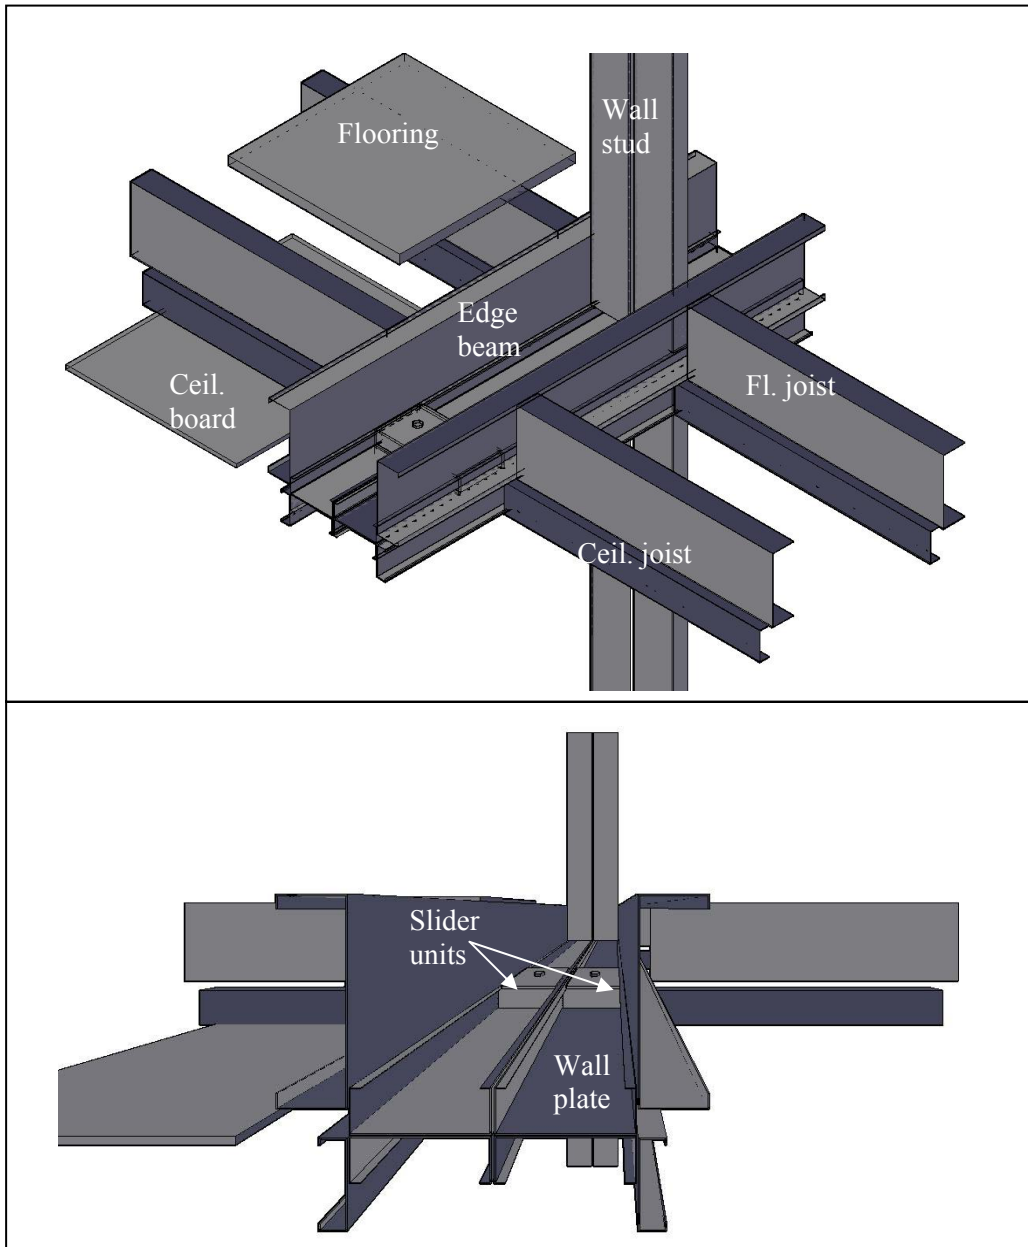 Flooring
Wall
stud
Edge
beam
Ceil.
board
Fl. joist
Ceil. joist
Slider
units
Wall
plate